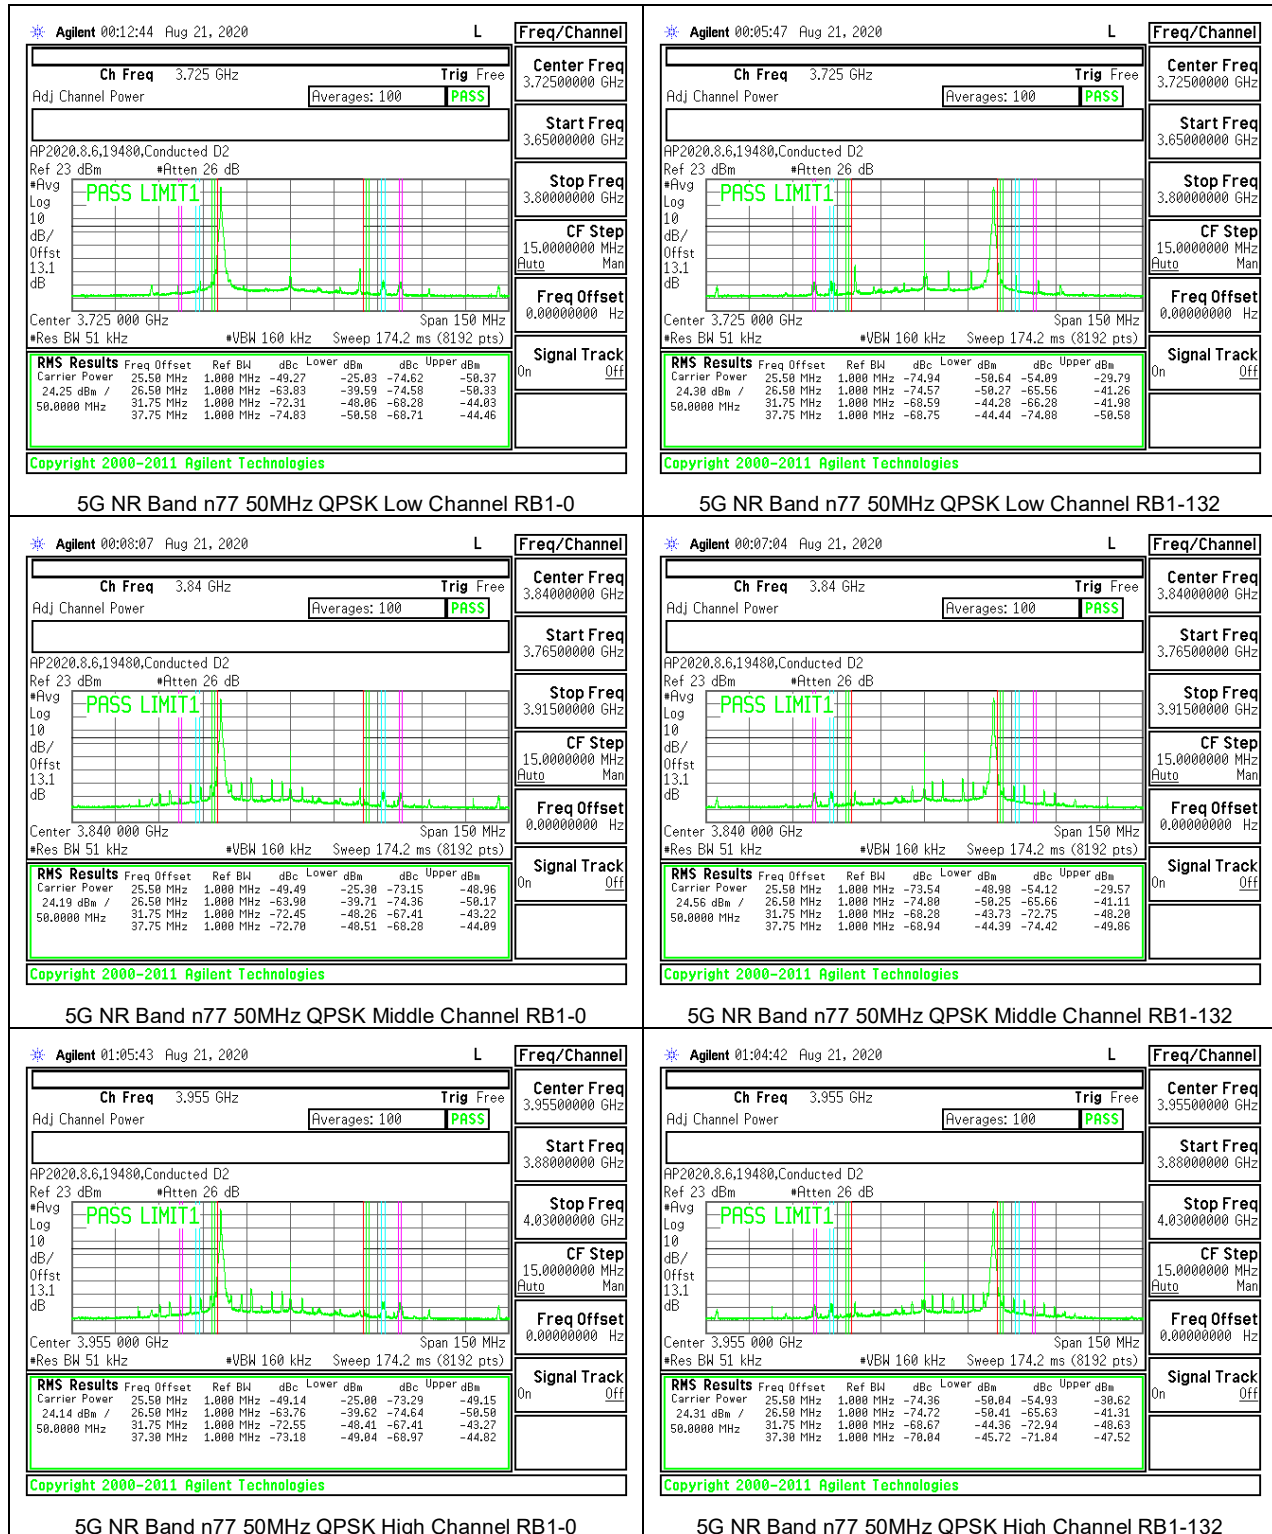 Agilent 00:12:44 Aug 21, 2020 L Freq/Channel
Ch Freq 3.725 GHz Trig Free
Adj Channel Power Averages: 100 PASS
Center Freq
3.72500000 GHz
Start Freq
3.65000000 GHz
Stop Freq
3.80000000 GHz
CF Step
15.0000000 MHz
Auto Man
Freq Offset
0.00000000 Hz
Signal Track
On Off
AP2020.8.6,19480,Conducted D2
Ref 23 dBm #Atten 26 dB
#Avg
Log
10
dB/
Offst
13.1
dB
PASS LIMIT1
Center 3.725 000 GHz Span 150 MHz
#Res BW 51 kHz #VBW 160 kHz Sweep 174.2 ms (8192 pts)
RMS Results Freq Offset Ref BW dBc Lower dBm dBc Upper dBm
Carrier Power 25.50 MHz 1.000 MHz -49.27 -25.03 -74.62 -50.37
24.25 dBm / 26.50 MHz 1.000 MHz -63.83 -39.59 -74.58 -50.33
50.0000 MHz 31.75 MHz 1.000 MHz -72.31 -48.06 -68.28 -44.03
37.75 MHz 1.000 MHz -74.83 -50.58 -68.71 -44.46
Copyright 2000-2011 Agilent Technologies
5G NR Band n77 50MHz QPSK Low Channel RB1-0
Agilent 00:05:47 Aug 21, 2020 L Freq/Channel
Ch Freq 3.725 GHz Trig Free
Adj Channel Power Averages: 100 PASS
Center Freq
3.72500000 GHz
Start Freq
3.65000000 GHz
Stop Freq
3.80000000 GHz
CF Step
15.0000000 MHz
Auto Man
Freq Offset
0.00000000 Hz
Signal Track
On Off
AP2020.8.6,19480,Conducted D2
Ref 23 dBm #Atten 26 dB
#Avg
Log
10
dB/
Offst
13.1
dB
PASS LIMIT1
Center 3.725 000 GHz Span 150 MHz
#Res BW 51 kHz #VBW 160 kHz Sweep 174.2 ms (8192 pts)
RMS Results Freq Offset Ref BW dBc Lower dBm dBc Upper dBm
Carrier Power 25.50 MHz 1.000 MHz -74.94 -50.64 -54.09 -29.79
24.30 dBm / 26.50 MHz 1.000 MHz -74.57 -50.27 -65.56 -41.26
50.0000 MHz 31.75 MHz 1.000 MHz -68.59 -44.28 -66.28 -41.98
37.75 MHz 1.000 MHz -68.75 -44.44 -74.88 -50.58
Copyright 2000-2011 Agilent Technologies
5G NR Band n77 50MHz QPSK Low Channel RB1-132
Agilent 00:08:07 Aug 21, 2020 L Freq/Channel
Ch Freq 3.84 GHz Trig Free
Adj Channel Power Averages: 100 PASS
Center Freq
3.84000000 GHz
Start Freq
3.76500000 GHz
Stop Freq
3.91500000 GHz
CF Step
15.0000000 MHz
Auto Man
Freq Offset
0.00000000 Hz
Signal Track
On Off
AP2020.8.6,19480,Conducted D2
Ref 23 dBm #Atten 26 dB
#Avg
Log
10
dB/
Offst
13.1
dB
PASS LIMIT1
Center 3.840 000 GHz Span 150 MHz
#Res BW 51 kHz #VBW 160 kHz Sweep 174.2 ms (8192 pts)
RMS Results Freq Offset Ref BW dBc Lower dBm dBc Upper dBm
Carrier Power 25.50 MHz 1.000 MHz -49.49 -25.30 -73.15 -48.96
24.19 dBm / 26.50 MHz 1.000 MHz -63.90 -39.71 -74.36 -50.17
50.0000 MHz 31.75 MHz 1.000 MHz -72.45 -48.26 -67.41 -43.22
37.75 MHz 1.000 MHz -72.70 -48.51 -68.28 -44.09
Copyright 2000-2011 Agilent Technologies
5G NR Band n77 50MHz QPSK Middle Channel RB1-0
Agilent 00:07:04 Aug 21, 2020 L Freq/Channel
Ch Freq 3.84 GHz Trig Free
Adj Channel Power Averages: 100 PASS
Center Freq
3.84000000 GHz
Start Freq
3.76500000 GHz
Stop Freq
3.91500000 GHz
CF Step
15.0000000 MHz
Auto Man
Freq Offset
0.00000000 Hz
Signal Track
On Off
AP2020.8.6,19480,Conducted D2
Ref 23 dBm #Atten 26 dB
#Avg
Log
10
dB/
Offst
13.1
dB
PASS LIMIT1
Center 3.840 000 GHz Span 150 MHz
#Res BW 51 kHz #VBW 160 kHz Sweep 174.2 ms (8192 pts)
RMS Results Freq Offset Ref BW dBc Lower dBm dBc Upper dBm
Carrier Power 25.50 MHz 1.000 MHz -73.54 -48.98 -54.12 -29.57
24.56 dBm / 26.50 MHz 1.000 MHz -74.80 -50.25 -65.66 -41.11
50.0000 MHz 31.75 MHz 1.000 MHz -68.28 -43.73 -72.75 -48.20
37.75 MHz 1.000 MHz -68.94 -44.39 -74.42 -49.86
Copyright 2000-2011 Agilent Technologies
5G NR Band n77 50MHz QPSK Middle Channel RB1-132
Agilent 01:05:43 Aug 21, 2020 L Freq/Channel
Ch Freq 3.955 GHz Trig Free
Adj Channel Power Averages: 100 PASS
Center Freq
3.95500000 GHz
Start Freq
3.88000000 GHz
Stop Freq
4.03000000 GHz
CF Step
15.0000000 MHz
Auto Man
Freq Offset
0.00000000 Hz
Signal Track
On Off
AP2020.8.6,19480,Conducted D2
Ref 23 dBm #Atten 26 dB
#Avg
Log
10
dB/
Offst
13.1
dB
PASS LIMIT1
Center 3.955 000 GHz Span 150 MHz
#Res BW 51 kHz #VBW 160 kHz Sweep 174.2 ms (8192 pts)
RMS Results Freq Offset Ref BW dBc Lower dBm dBc Upper dBm
Carrier Power 25.50 MHz 1.000 MHz -49.14 -25.00 -73.29 -49.15
24.14 dBm / 26.50 MHz 1.000 MHz -63.76 -39.62 -74.64 -50.50
50.0000 MHz 31.75 MHz 1.000 MHz -72.55 -48.41 -67.41 -43.27
37.30 MHz 1.000 MHz -73.18 -49.04 -68.97 -44.82
Copyright 2000-2011 Agilent Technologies
5G NR Band n77 50MHz QPSK High Channel RB1-0
Agilent 01:04:42 Aug 21, 2020 L Freq/Channel
Ch Freq 3.955 GHz Trig Free
Adj Channel Power Averages: 100 PASS
Center Freq
3.95500000 GHz
Start Freq
3.88000000 GHz
Stop Freq
4.03000000 GHz
CF Step
15.0000000 MHz
Auto Man
Freq Offset
0.00000000 Hz
Signal Track
On Off
AP2020.8.6,19480,Conducted D2
Ref 23 dBm #Atten 26 dB
#Avg
Log
10
dB/
Offst
13.1
dB
PASS LIMIT1
Center 3.955 000 GHz Span 150 MHz
#Res BW 51 kHz #VBW 160 kHz Sweep 174.2 ms (8192 pts)
RMS Results Freq Offset Ref BW dBc Lower dBm dBc Upper dBm
Carrier Power 25.50 MHz 1.000 MHz -74.36 -50.04 -54.93 -30.62
24.31 dBm / 26.50 MHz 1.000 MHz -74.72 -50.41 -65.63 -41.31
50.0000 MHz 31.75 MHz 1.000 MHz -68.67 -44.36 -72.94 -48.63
37.30 MHz 1.000 MHz -70.04 -45.72 -71.84 -47.52
Copyright 2000-2011 Agilent Technologies
5G NR Band n77 50MHz QPSK High Channel RB1-132